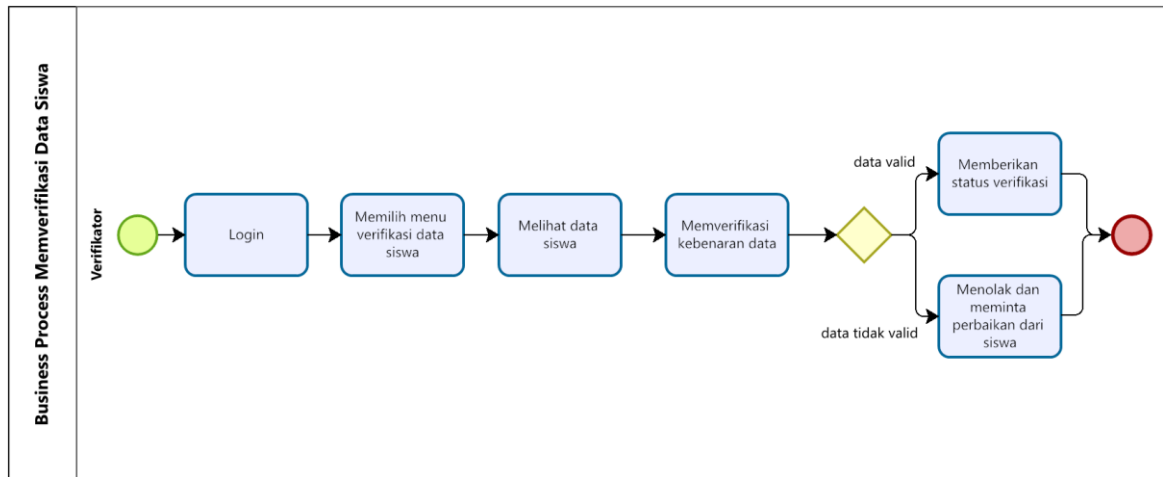 Business Process Memverifikasi Data Siswa
Verifikator
Login
Memilih menu
verifikasi data
siswa
Melihat data
siswa
Memverifikasi
kebenaran data
data valid
Memberikan
status verifikasi
data tidak valid
Menolak dan
meminta
perbaikan dari
siswa